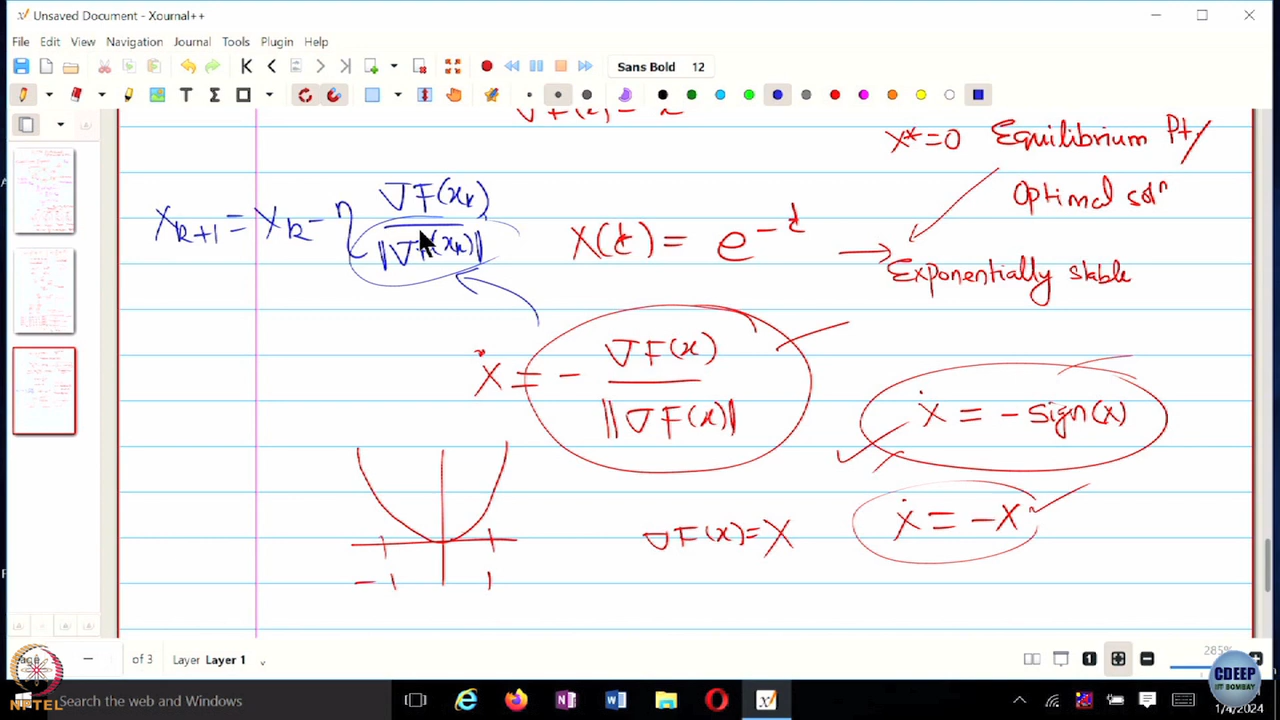 Unsaved Document - Xournal++
File Edit View Navigation Journal Tools Plugin Help
Sans Bold 12
∇F(x) = x
x* = 0 Equilibrium Pt/
Optimal solⁿ
x_{k+1} = x_k - η ∇F(x_k) / ||∇F(x_k)||
x(t) = e^{-t} → Exponentially stable
ẋ = - ∇F(x) / ||∇F(x)||
ẋ = - sign(x)
∇F(x) = x
ẋ = -x
-1 1
of 3 Layer Layer 1
285%
Search the web and Windows
NPTEL
CDEEP
IIT BOMBAY
1/4/2024